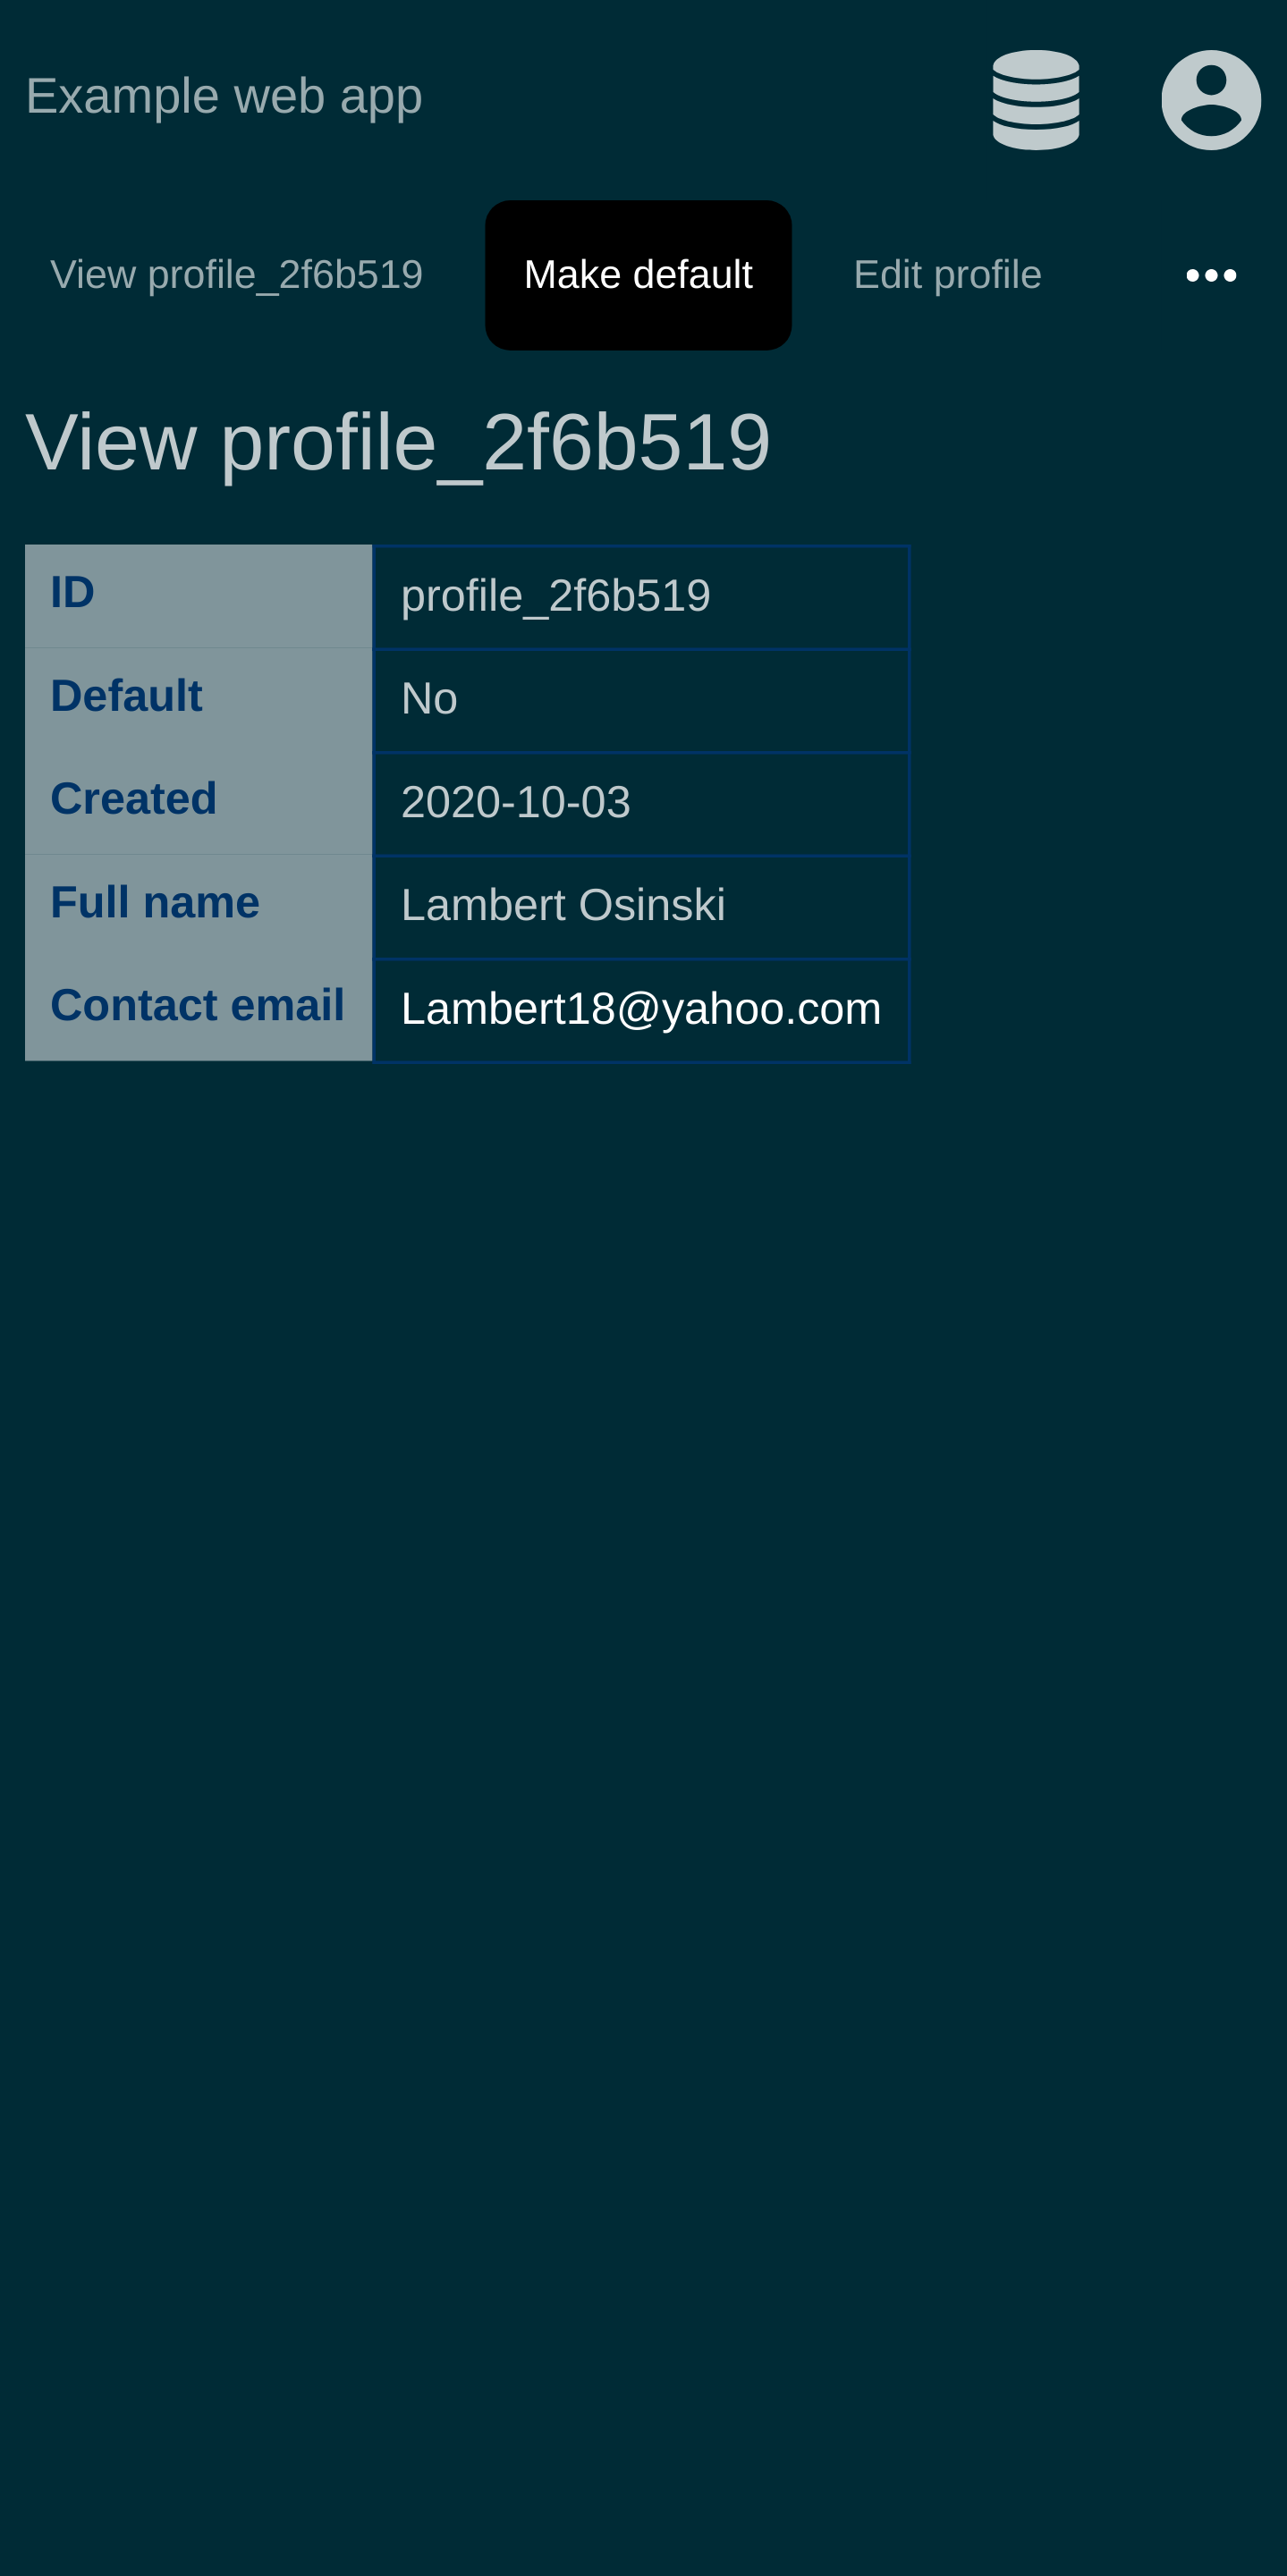 Example web app
View profile_2f6b519 Make default Edit profile
View profile_2f6b519
ID profile_2f6b519
Default No
Created 2020-10-03
Full name Lambert Osinski
Contact email Lambert18@yahoo.com